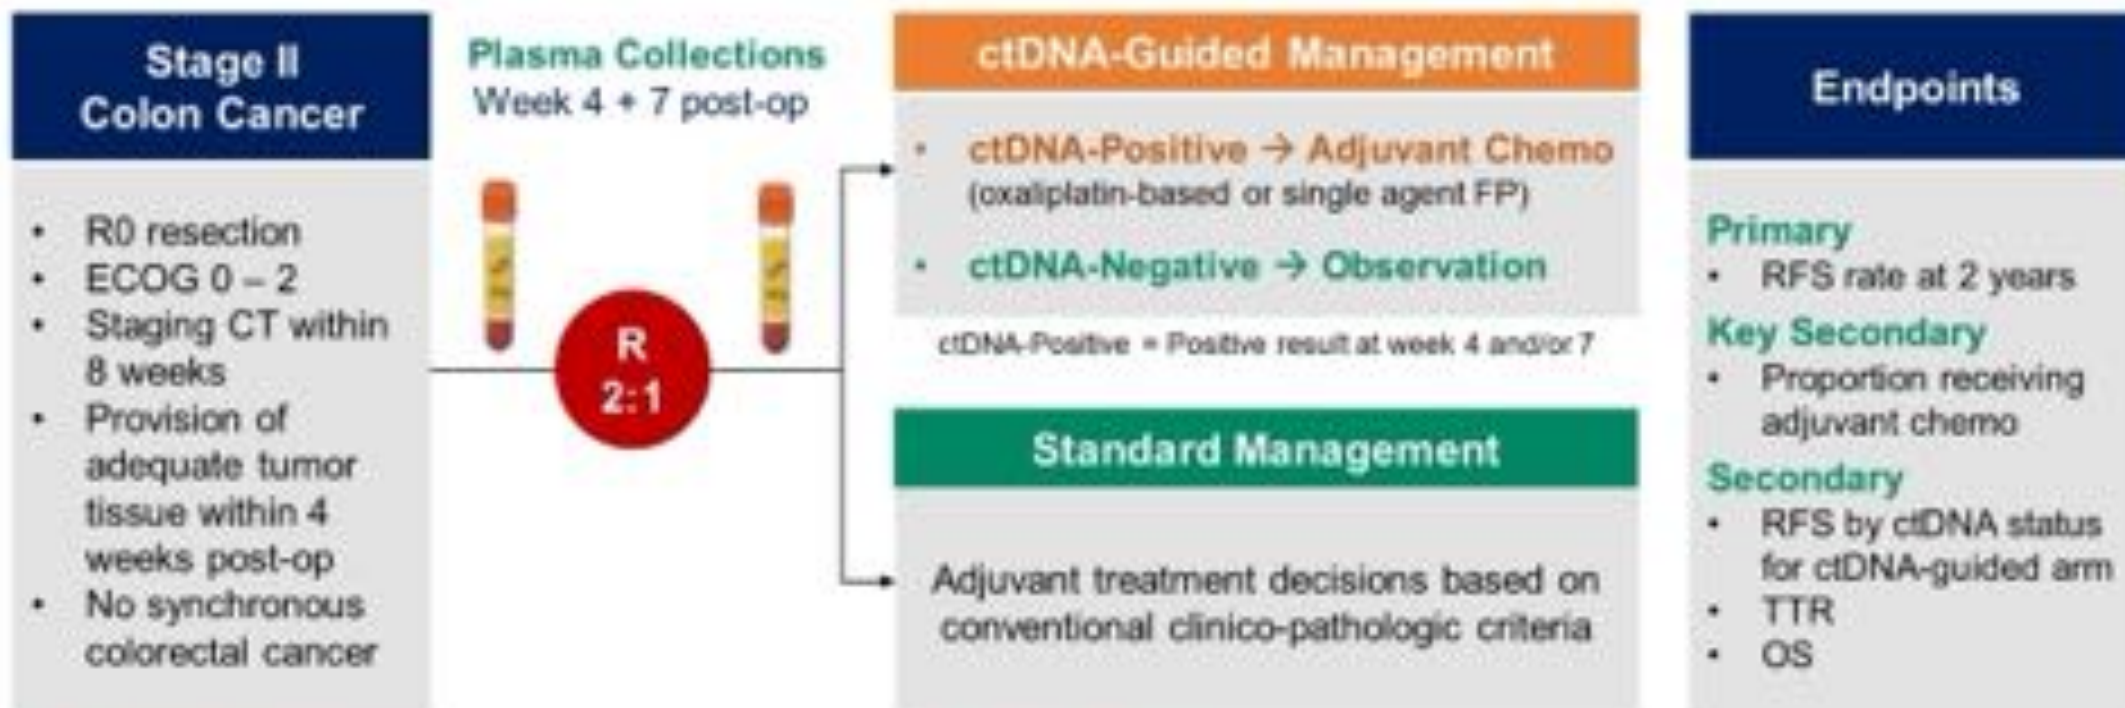 Stage II
Colon Cancer
• R0 resection
• ECOG 0 – 2
• Staging CT within
8 weeks
• Provision of
adequate tumor
tissue within 4
weeks post-op
• No synchronous
colorectal cancer
Plasma Collections
Week 4 + 7 post-op
R
2:1
ctDNA-Guided Management
• ctDNA-Positive → Adjuvant Chemo
(oxaliplatin-based or single agent FP)
• ctDNA-Negative → Observation
ctDNA-Positive = Positive result at week 4 and/or 7
Standard Management
Adjuvant treatment decisions based on
conventional clinico-pathologic criteria
Endpoints
Primary
• RFS rate at 2 years
Key Secondary
• Proportion receiving
adjuvant chemo
Secondary
• RFS by ctDNA status
for ctDNA-guided arm
• TTR
• OS